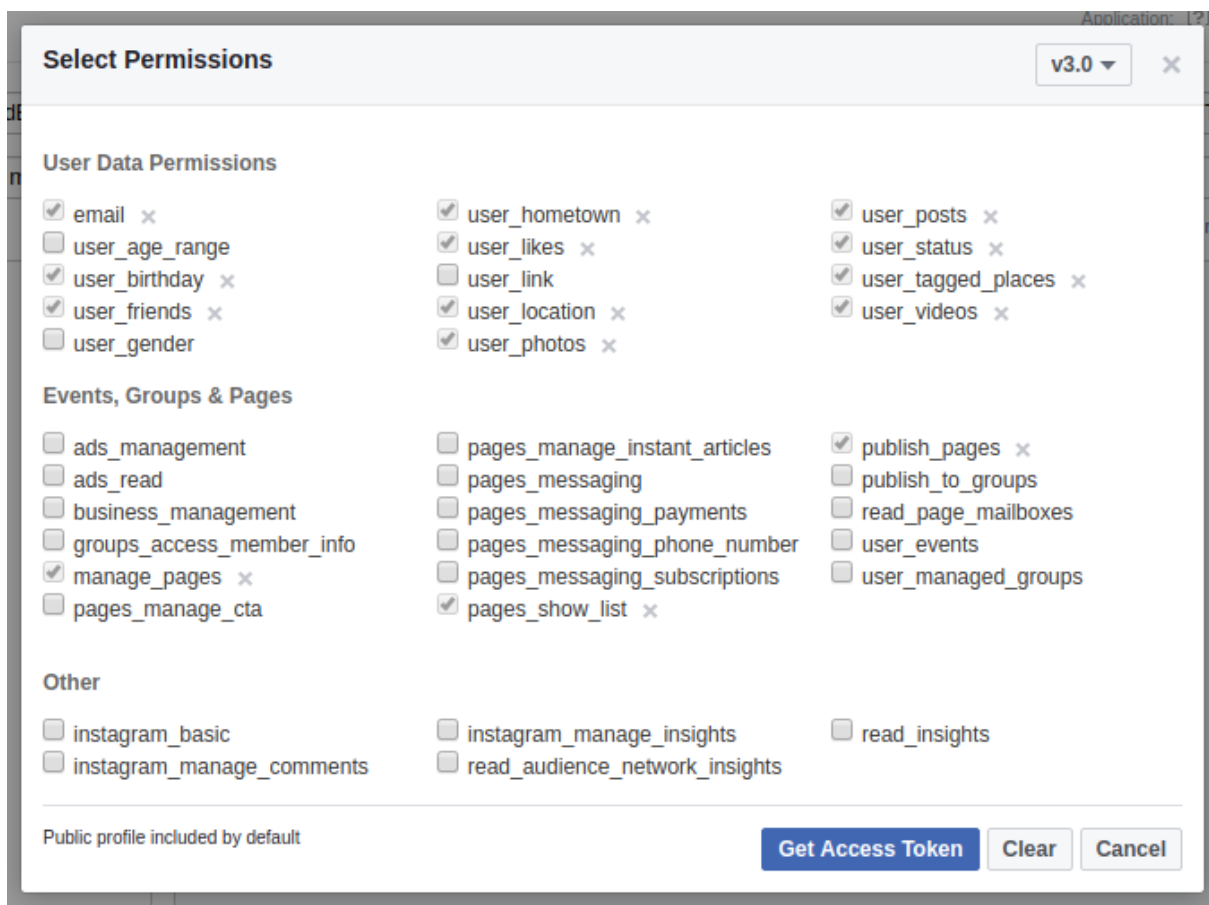 Application: [?]
Select Permissions
v3.0
User Data Permissions
email
user_hometown
user_posts
user_age_range
user_likes
user_status
user_birthday
user_link
user_tagged_places
user_friends
user_location
user_videos
user_gender
user_photos
Events, Groups & Pages
ads_management
pages_manage_instant_articles
publish_pages
ads_read
pages_messaging
publish_to_groups
business_management
pages_messaging_payments
read_page_mailboxes
groups_access_member_info
pages_messaging_phone_number
user_events
manage_pages
pages_messaging_subscriptions
user_managed_groups
pages_manage_cta
pages_show_list
Other
instagram_basic
instagram_manage_insights
read_insights
instagram_manage_comments
read_audience_network_insights
Public profile included by default
Get Access Token
Clear
Cancel